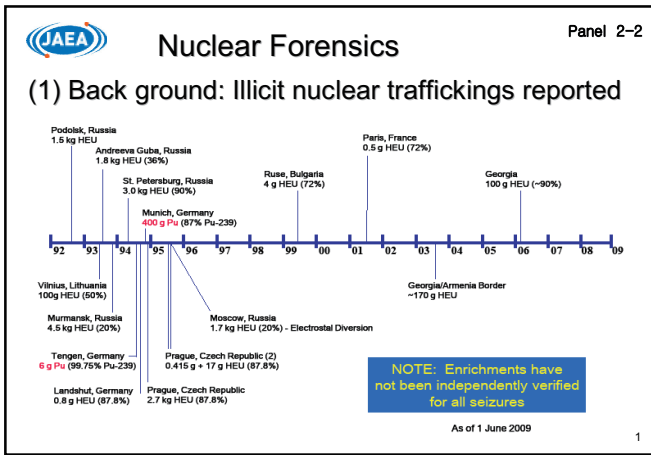 JAEA
Nuclear Forensics
Panel 2-2
(1) Back ground: Illicit nuclear traffickings reported
Podolsk, Russia
1.5 kg HEU
Andreeva Guba, Russia
1.8 kg HEU (36%)
St. Petersburg, Russia
3.0 kg HEU (90%)
Munich, Germany
400 g Pu (87% Pu-239)
Ruse, Bulgaria
4 g HEU (72%)
Paris, France
0.5 g HEU (72%)
Georgia
100 g HEU (~90%)
92 93 94 95 96 97 98 99 00 01 02 03 04 05 06 07 08 09
Vilnius, Lithuania
100g HEU (50%)
Murmansk, Russia
4.5 kg HEU (20%)
Tengen, Germany
6 g Pu (99.75% Pu-239)
Landshut, Germany
0.8 g HEU (87.8%)
Prague, Czech Republic
2.7 kg HEU (87.8%)
Prague, Czech Republic (2)
0.415 g + 17 g HEU (87.8%)
Moscow, Russia
1.7 kg HEU (20%) - Electrostal Diversion
Georgia/Armenia Border
~170 g HEU
NOTE: Enrichments have
not been independently verified
for all seizures
As of 1 June 2009
1